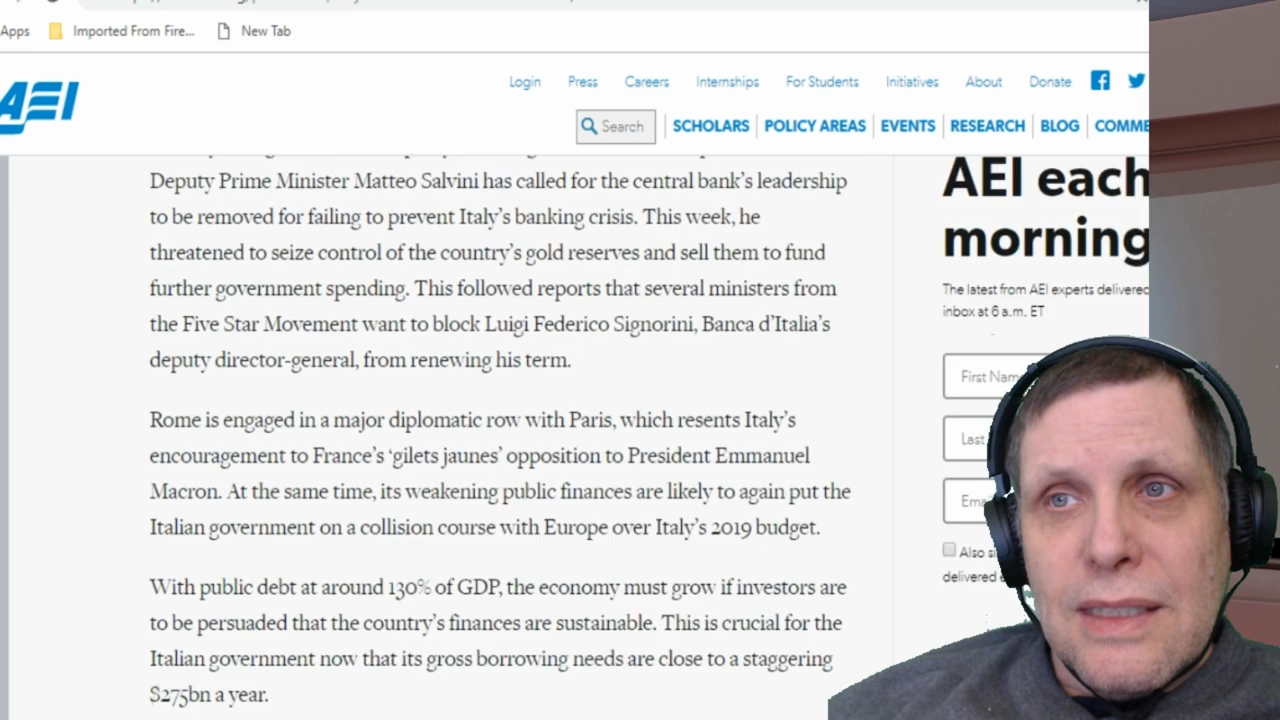 Apps
Imported From Fire...
New Tab
AEI
Login
Press
Careers
Internships
For Students
Initiatives
About
Donate
Search
SCHOLARS
POLICY AREAS
EVENTS
RESEARCH
BLOG
COMME
Deputy Prime Minister Matteo Salvini has called for the central bank's leadership
to be removed for failing to prevent Italy's banking crisis. This week, he
threatened to seize control of the country's gold reserves and sell them to fund
further government spending. This followed reports that several ministers from
the Five Star Movement want to block Luigi Federico Signorini, Banca d'Italia's
deputy director-general, from renewing his term.
Rome is engaged in a major diplomatic row with Paris, which resents Italy's
encouragement to France's 'gilets jaunes' opposition to President Emmanuel
Macron. At the same time, its weakening public finances are likely to again put the
Italian government on a collision course with Europe over Italy's 2019 budget.
With public debt at around 130% of GDP, the economy must grow if investors are
to be persuaded that the country's finances are sustainable. This is crucial for the
Italian government now that its gross borrowing needs are close to a staggering
$275bn a year.
AEI each
morning
The latest from AEI experts delivered
inbox at 6 a.m. ET
First Nam
Last
Ema
Also si
delivered